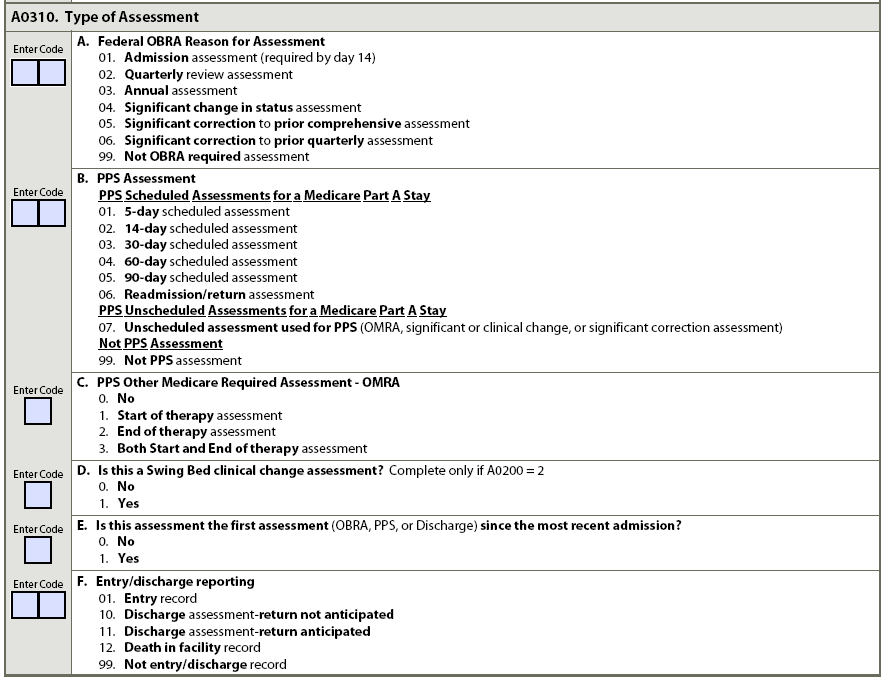 A0310. Type of Assessment
Enter Code
A. Federal OBRA Reason for Assessment
01. Admission assessment (required by day 14)
02. Quarterly review assessment
03. Annual assessment
04. Significant change in status assessment
05. Significant correction to prior comprehensive assessment
06. Significant correction to prior quarterly assessment
99. Not OBRA required assessment
Enter Code
B. PPS Assessment
PPS Scheduled Assessments for a Medicare Part A Stay
01. 5-day scheduled assessment
02. 14-day scheduled assessment
03. 30-day scheduled assessment
04. 60-day scheduled assessment
05. 90-day scheduled assessment
06. Readmission/return assessment
PPS Unscheduled Assessments for a Medicare Part A Stay
07. Unscheduled assessment used for PPS (OMRA, significant or clinical change, or significant correction assessment)
Not PPS Assessment
99. Not PPS assessment
Enter Code
C. PPS Other Medicare Required Assessment - OMRA
0. No
1. Start of therapy assessment
2. End of therapy assessment
3. Both Start and End of therapy assessment
Enter Code
D. Is this a Swing Bed clinical change assessment? Complete only if A0200 = 2
0. No
1. Yes
Enter Code
E. Is this assessment the first assessment (OBRA, PPS, or Discharge) since the most recent admission?
0. No
1. Yes
Enter Code
F. Entry/discharge reporting
01. Entry record
10. Discharge assessment-return not anticipated
11. Discharge assessment-return anticipated
12. Death in facility record
99. Not entry/discharge record